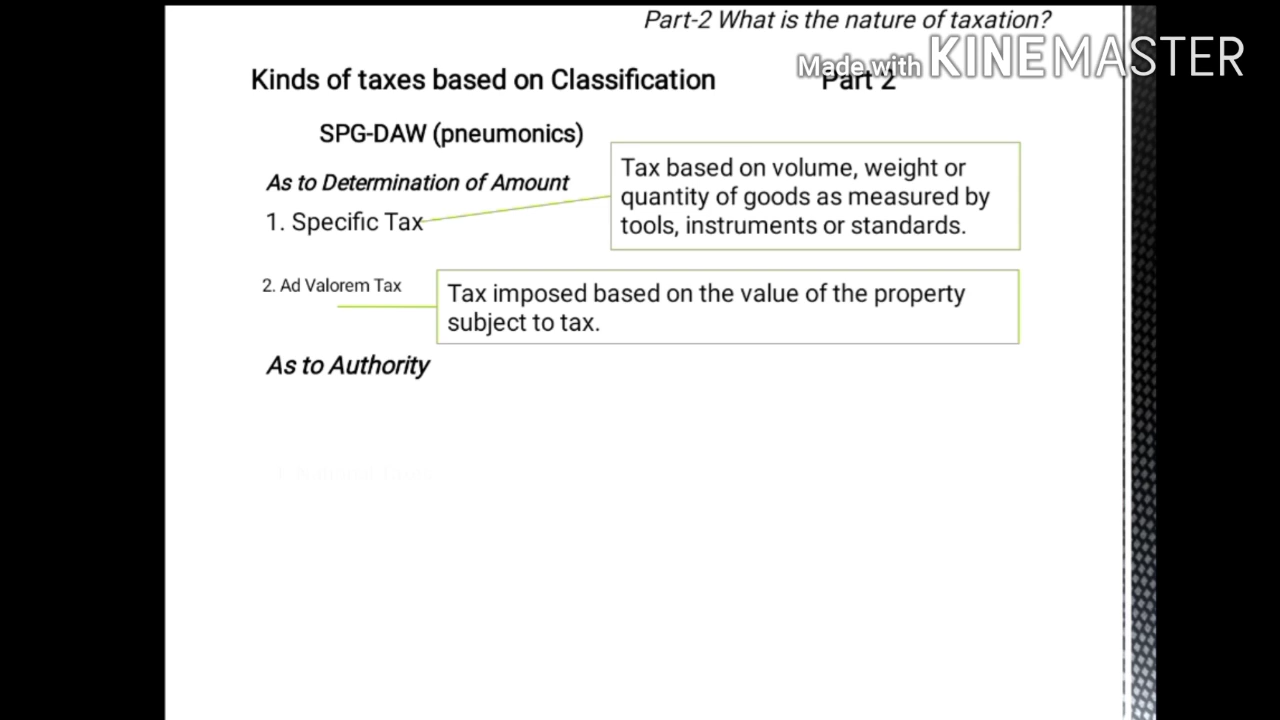 Part-2 What is the nature of taxation?
Made with KINEMASTER
Kinds of taxes based on Classification Part 2
SPG-DAW (pneumonics)
As to Determination of Amount
1. Specific Tax
Tax based on volume, weight or
quantity of goods as measured by
tools, instruments or standards.
2. Ad Valorem Tax
Tax imposed based on the value of the property
subject to tax.
As to Authority